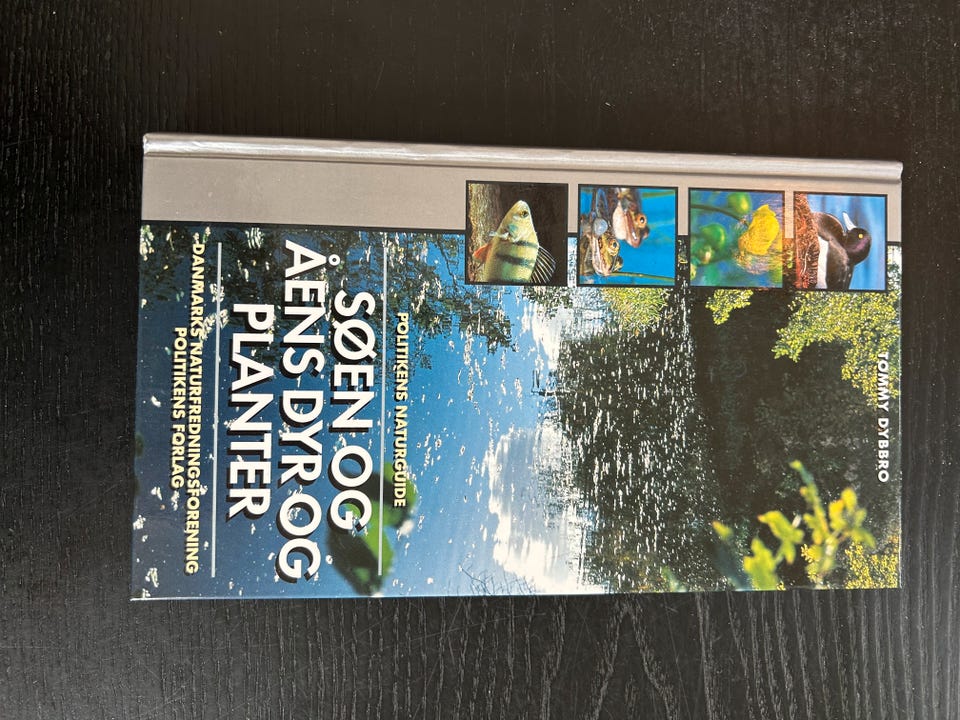 TOMMY DYBBRO
POLITIKENS NATURGUIDE
SØEN OG
ÅENS DYR OG
PLANTER
DANMARKS NATURFREDNINGSFORENING
POLITIKENS FORLAG